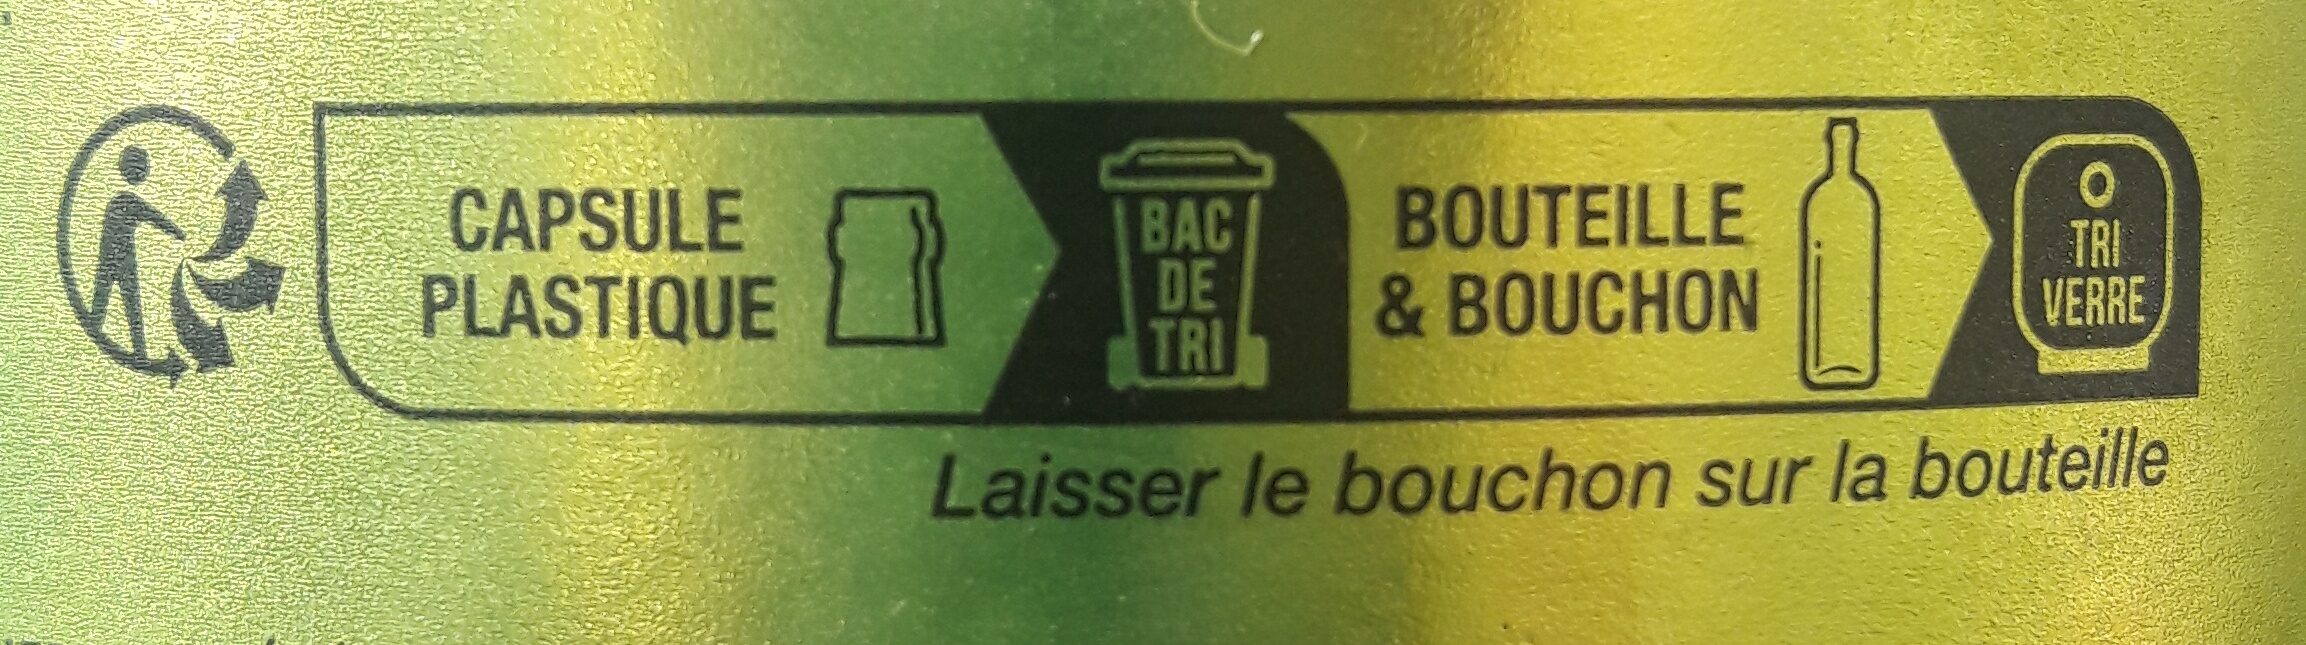 CAPSULE
PLASTIQUE
BAC
DE
TRI
BOUTEILLE
& BOUCHON
TRI
VERRE
Laisser le bouchon sur la bouteille